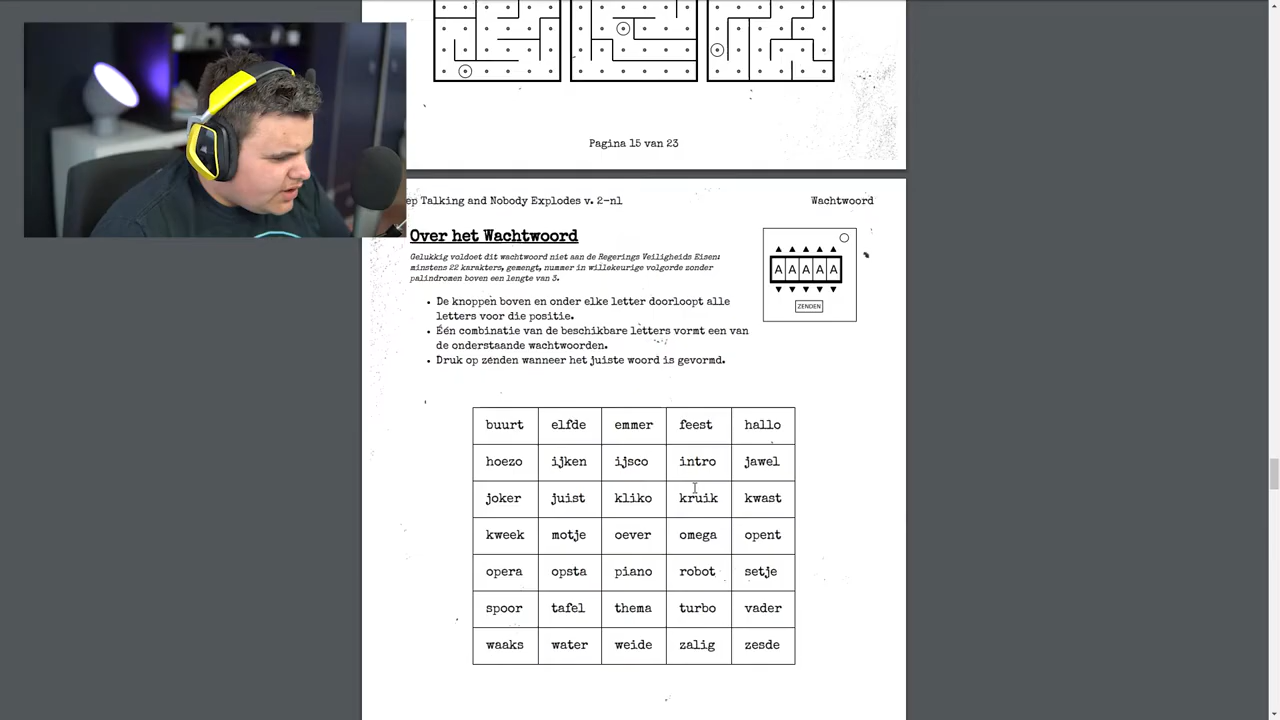 Pagina 15 van 23
ep Talking and Nobody Explodes v. 2-nl
Wachtwoord
Over het Wachtwoord
Gelukkig voldoet dit wachtwoord niet aan de Regerings Veiligheids Eisen:
minstens 22 karakters, gemengt, nummer in willekeurige volgorde zonder
palindromen boven een lengte van 3.
A A A A A
ZENDEN
• De knoppen boven en onder elke letter doorloopt alle
letters voor die positie.
• Één combinatie van de beschikbare letters vormt een van
de onderstaande wachtwoorden.
• Druk op zenden wanneer het juiste woord is gevormd.
buurt elfde emmer feest hallo
hoezo ijken ijsco intro jawel
joker juist kliko kruik kwast
kweek motje oever omega opent
opera opsta piano robot setje
spoor tafel thema turbo vader
waaks water weide zalig zesde